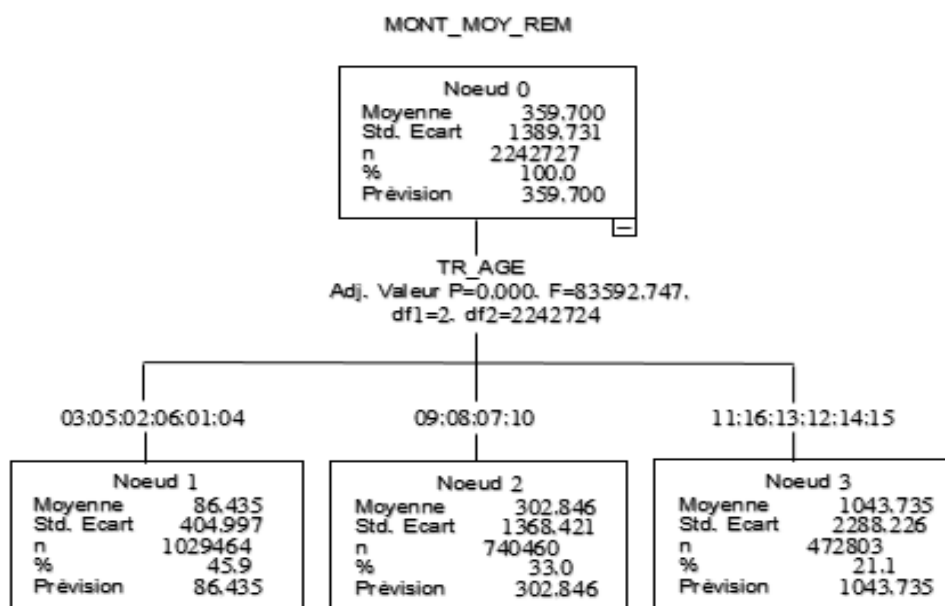 MONT_MOY_REM
Noeud 0
Moyenne 359.700
Std. Ecart 1389.731
n 2242727
% 100.0
Prévision 359.700
TR_AGE
Adj. Valeur P=0.000. F=83592.747.
df1=2. df2=2242724
03:05:02:06:01:04
09:08:07:10
11:16:13:12:14:15
Noeud 1
Moyenne 86.435
Std. Ecart 404.997
n 1029464
% 45.9
Prévision 86.435
Noeud 2
Moyenne 302.846
Std. Ecart 1368.421
n 740460
% 33.0
Prévision 302.846
Noeud 3
Moyenne 1043.735
Std. Ecart 2288.226
n 472803
% 21.1
Prévision 1043.735